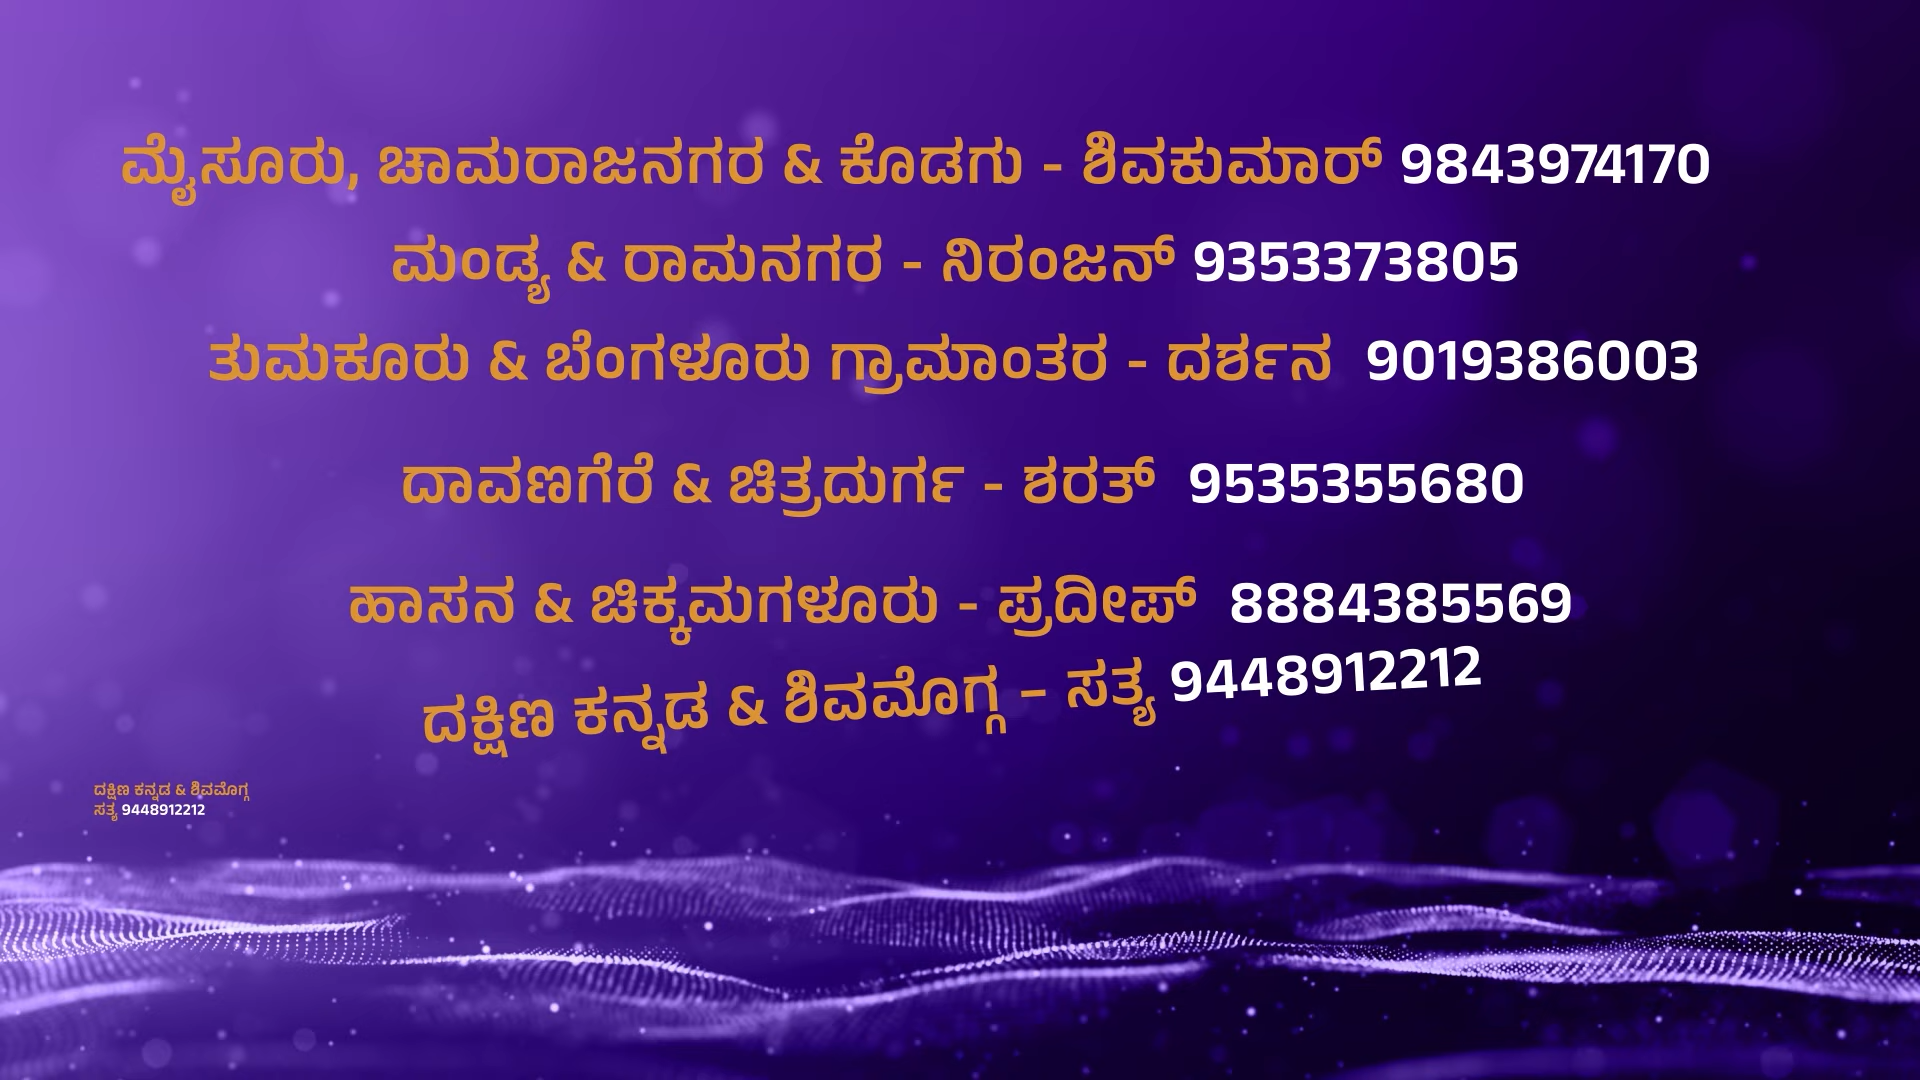 ಮೈಸೂರು, ಚಾಮರಾಜನಗರ & ಕೊಡಗು - ಶಿವಕುಮಾರ್ 9843974170
ಮಂಡ್ಯ & ರಾಮನಗರ - ನಿರಂಜನ್ 9353373805
ತುಮಕೂರು & ಬೆಂಗಳೂರು ಗ್ರಾಮಾಂತರ - ದರ್ಶನ 9019386003
ದಾವಣಗೆರೆ & ಚಿತ್ರದುರ್ಗ - ಶರತ್ 9535355680
ಹಾಸನ & ಚಿಕ್ಕಮಗಳೂರು - ಪ್ರದೀಪ್ 8884385569
ದಕ್ಷಿಣ ಕನ್ನಡ & ಶಿವಮೊಗ್ಗ – ಸತ್ಯ 9448912212
ದಕ್ಷಿಣ ಕನ್ನಡ & ಶಿವಮೊಗ್ಗ
ಸತ್ಯ 9448912212